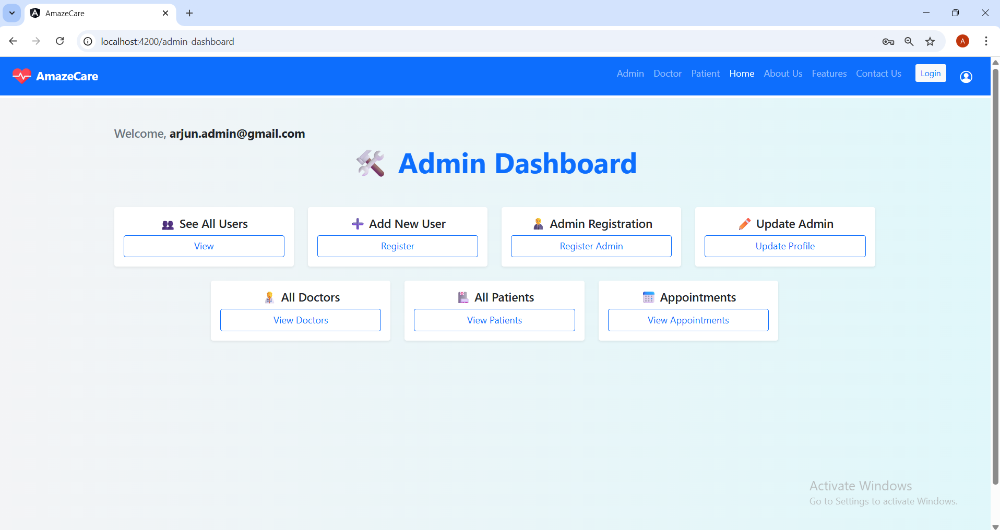 AmazeCare
localhost:4200/admin-dashboard
A
AmazeCare
Admin Doctor Patient Home About Us Features Contact Us Login
Welcome, arjun.admin@gmail.com
Admin Dashboard
See All Users Add New User Admin Registration Update Admin
View Register Register Admin Update Profile
All Doctors All Patients Appointments
View Doctors View Patients View Appointments
Activate Windows
Go to Settings to activate Windows.